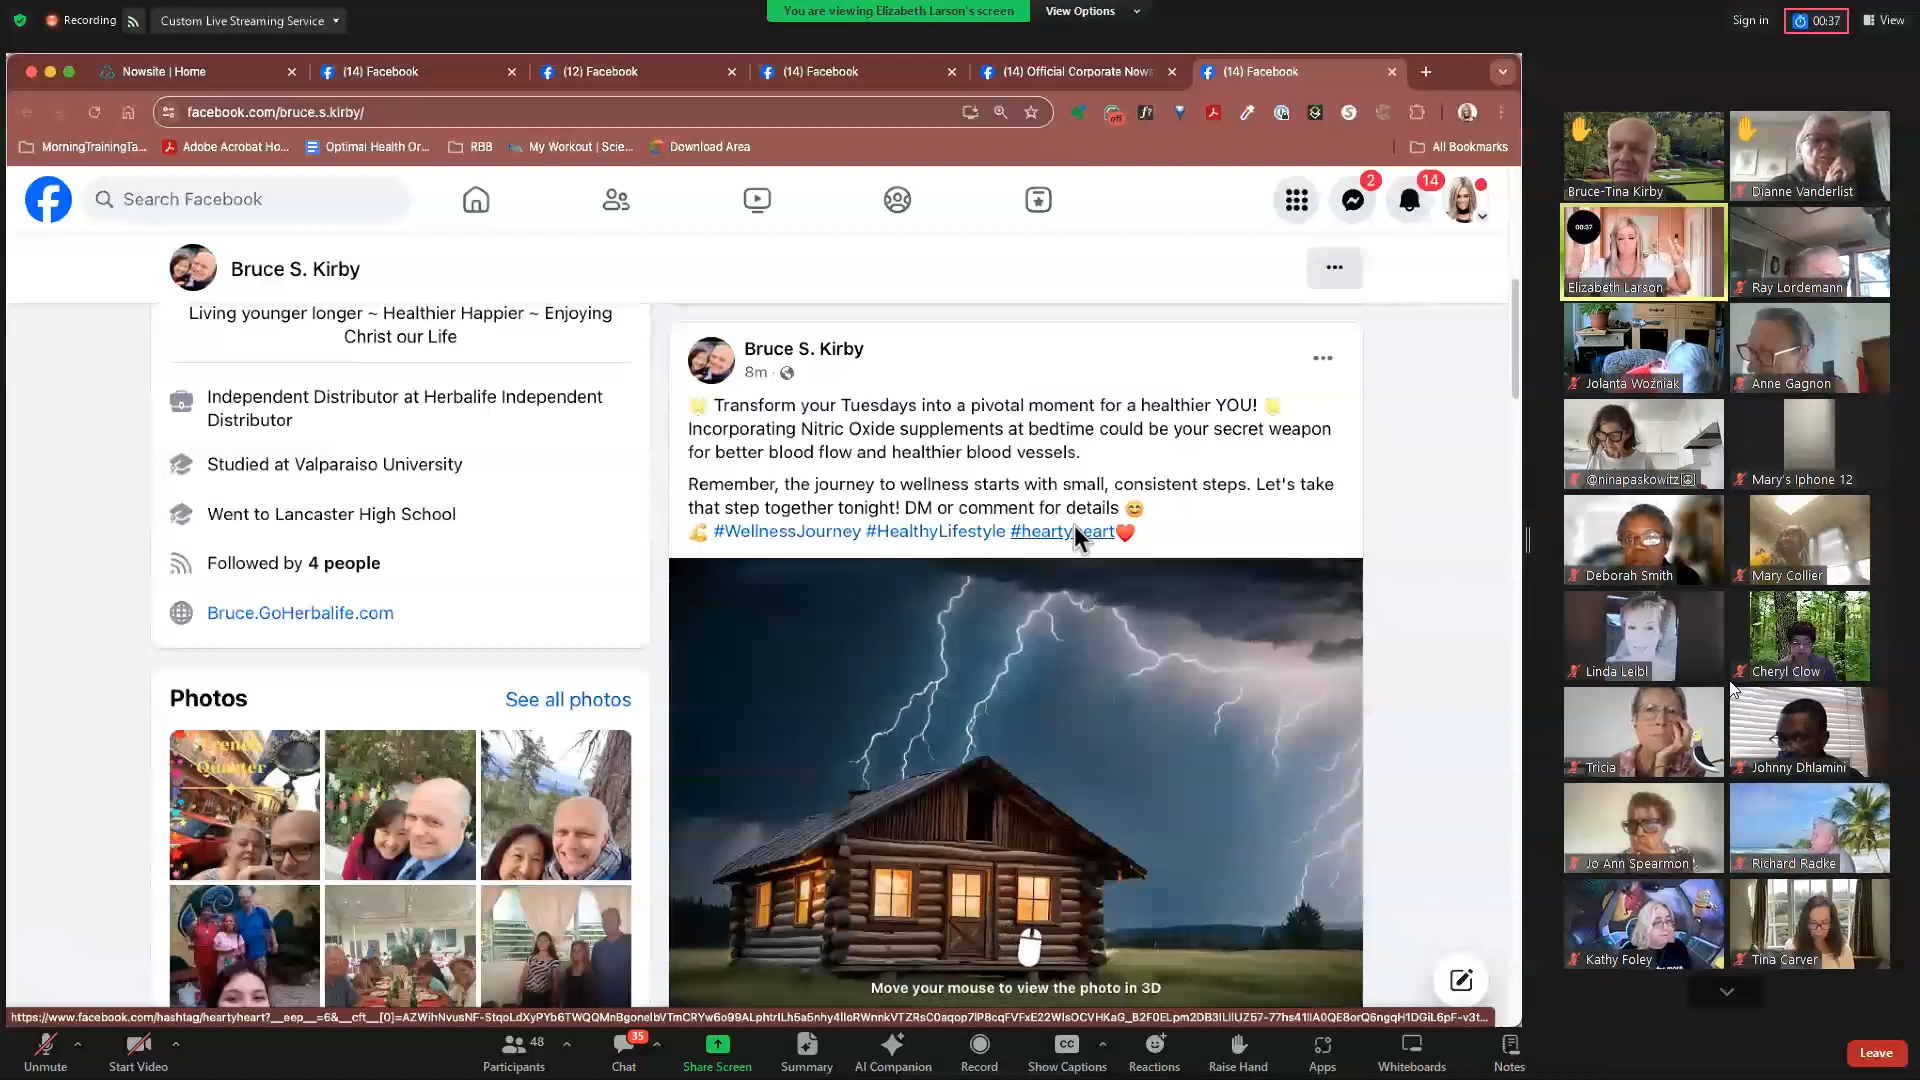 Recording
Custom Live Streaming Service
You are viewing Elizabeth Larson's screen
View Options
Sign in
00:37
View
Nowsite | Home
(14) Facebook
(12) Facebook
(14) Facebook
(14) Official Corporate Nows
(14) Facebook
facebook.com/bruce.s.kirby/
off
MorningTrainingTa...
Adobe Acrobat Ho...
Optimal Health Or...
RBB
My Workout | Scie...
Download Area
All Bookmarks
Search Facebook
2
14
Bruce S. Kirby
Living younger longer ~ Healthier Happier ~ Enjoying
Christ our Life
Independent Distributor at Herbalife Independent
Distributor
Studied at Valparaiso University
Went to Lancaster High School
Followed by 4 people
Bruce.GoHerbalife.com
Photos
See all photos
Quarter
Bruce S. Kirby
8m
Transform your Tuesdays into a pivotal moment for a healthier YOU!
Incorporating Nitric Oxide supplements at bedtime could be your secret weapon
for better blood flow and healthier blood vessels.
Remember, the journey to wellness starts with small, consistent steps. Let's take
that step together tonight! DM or comment for details
#WellnessJourney #HealthyLifestyle #heartyheart
Move your mouse to view the photo in 3D
Bruce-Tina Kirby
Dianne Vanderlist
00:37
Elizabeth Larson
Ray Lordemann
Jolanta Woźniak
Anne Gagnon
@ninapaskowitz
Mary's Iphone 12
Deborah Smith
Mary Collier
Linda Leibl
Cheryl Clow
Tricia
Johnny Dhlamini
Jo Ann Spearmon
Richard Radke
Kathy Foley
Tina Carver
Unmute
Start Video
48
Participants
35
Chat
Share Screen
Summary
AI Companion
Record
CC
Show Captions
Reactions
Raise Hand
Apps
Whiteboards
Notes
Leave